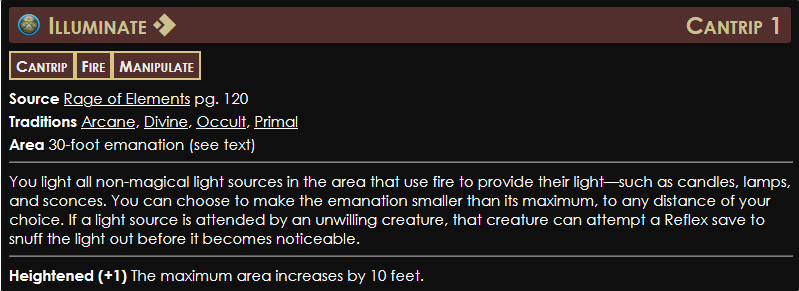 Illuminate Cantrip 1
Cantrip Fire Manipulate
Source Rage of Elements pg. 120
Traditions Arcane, Divine, Occult, Primal
Area 30-foot emanation (see text)
You light all non-magical light sources in the area that use fire to provide their light—such as candles, lamps,
and sconces. You can choose to make the emanation smaller than its maximum, to any distance of your
choice. If a light source is attended by an unwilling creature, that creature can attempt a Reflex save to
snuff the light out before it becomes noticeable.
Heightened (+1) The maximum area increases by 10 feet.